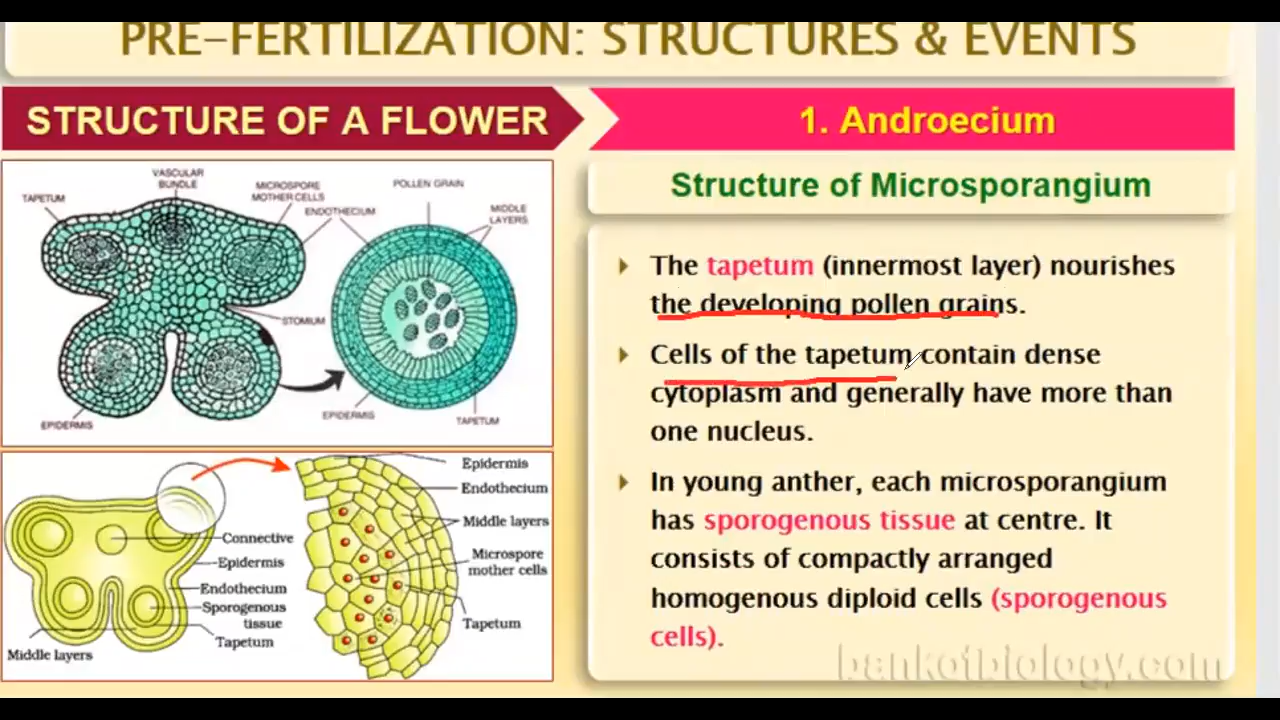 PRE-FERTILIZATION: STRUCTURES & EVENTS
STRUCTURE OF A FLOWER
1. Androecium
VASCULAR
BUNDLE
TAPETUM
MICROSPORE
MOTHER CELLS
ENDOTHECIUM
POLLEN GRAIN
MIDDLE
LAYERS
STOMIUM
EPIDERMIS
EPIDERMIS
TAPETUM
Epidermis
Endothecium
Middle layers
Microspore
mother cells
Tapetum
Connective
Epidermis
Endothecium
Sporogenous
tissue
Tapetum
Middle layers
Structure of Microsporangium
The tapetum (innermost layer) nourishes
the developing pollen grains.
Cells of the tapetum contain dense
cytoplasm and generally have more than
one nucleus.
In young anther, each microsporangium
has sporogenous tissue at centre. It
consists of compactly arranged
homogenous diploid cells (sporogenous
cells).
bankofbiology.com